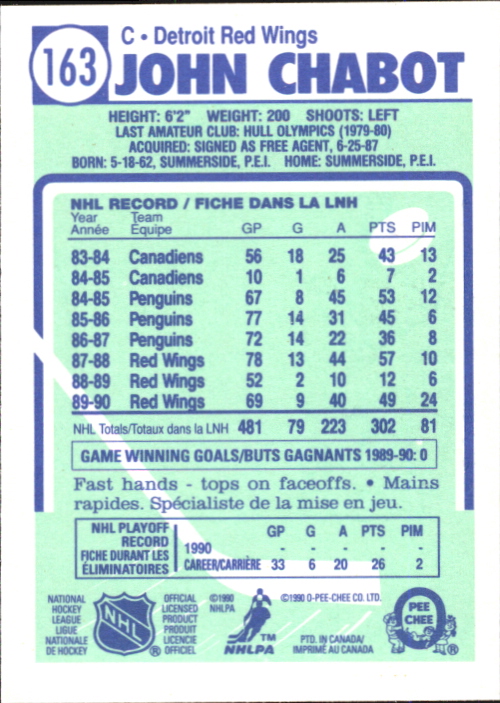 163
C • Detroit Red Wings
JOHN CHABOT
HEIGHT: 6'2" WEIGHT: 200 SHOOTS: LEFT
LAST AMATEUR CLUB: HULL OLYMPICS (1979-80)
ACQUIRED: SIGNED AS FREE AGENT, 6-25-87
BORN: 5-18-62, SUMMERSIDE, P.E.I. HOME: SUMMERSIDE, P.E.I.
NHL RECORD / FICHE DANS LA LNH
Year Team
Année Equipe GP G A PTS PIM
83-84 Canadiens 56 18 25 43 13
84-85 Canadiens 10 1 6 7 2
84-85 Penguins 67 8 45 53 12
85-86 Penguins 77 14 31 45 6
86-87 Penguins 72 14 22 36 8
87-88 Red Wings 78 13 44 57 10
88-89 Red Wings 52 2 10 12 6
89-90 Red Wings 69 9 40 49 24
NHL Totals/Totaux dans la LNH 481 79 223 302 81
GAME WINNING GOALS/BUTS GAGNANTS 1989-90: 0
Fast hands - tops on faceoffs. • Mains
rapides. Spécialiste de la mise en jeu.
NHL PLAYOFF
RECORD
FICHE DURANT LES
ÉLIMINATOIRES
GP G A PTS PIM
1990 - - - - -
CAREER/CARRIÈRE 33 6 20 26 2
NATIONAL
HOCKEY
LEAGUE
LIGUE
NATIONALE
DE HOCKEY
NHL
®
OFFICIAL
LICENSED
PRODUCT
PRODUIT
LICENCIE
OFFICIEL
©1990
NHLPA
TM
NHLPA
©1990 O-PEE-CHEE CO. LTD.
PTD. IN CANADA/
IMPRIMÉ AU CANADA
O
PEE
CHEE
®